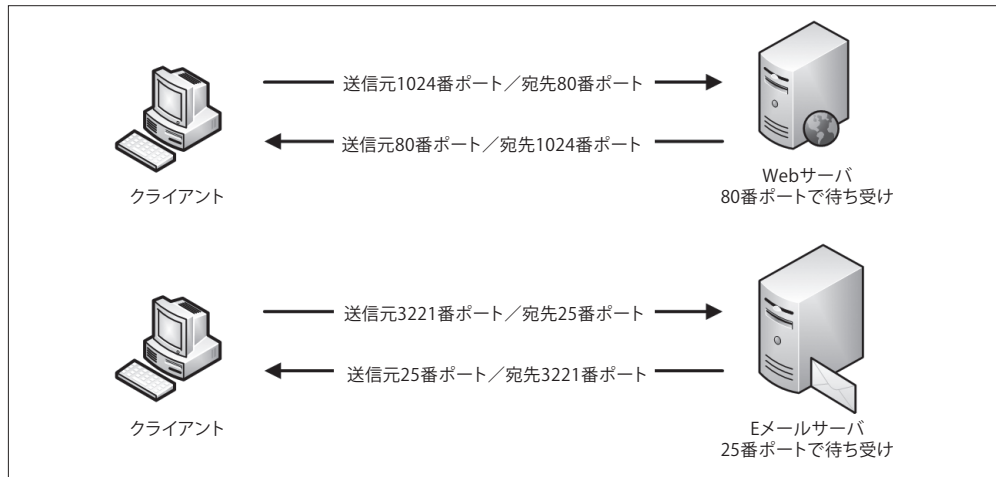 送信元1024番ポート／宛先80番ポート
送信元80番ポート／宛先1024番ポート
クライアント
Webサーバ
80番ポートで待ち受け
送信元3221番ポート／宛先25番ポート
送信元25番ポート／宛先3221番ポート
クライアント
Eメールサーバ
25番ポートで待ち受け